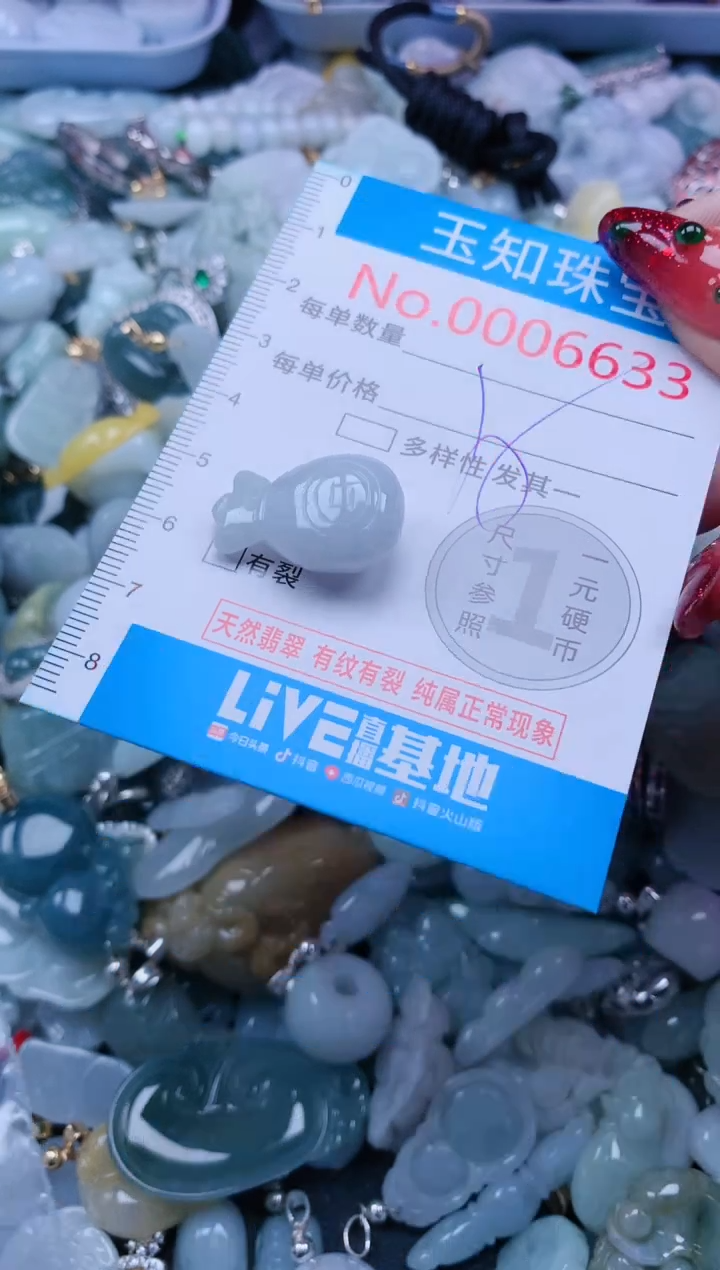 0
1
2
3
4
5
6
7
8
玉知珠宝
No.0006633
每单数量
每单价格
多样性 发其一
有裂
尺寸参照
1
一元硬币
天然翡翠 有纹有裂 纯属正常现象
LiVE直播基地
今日头条 抖音 西瓜视频 抖音火山版